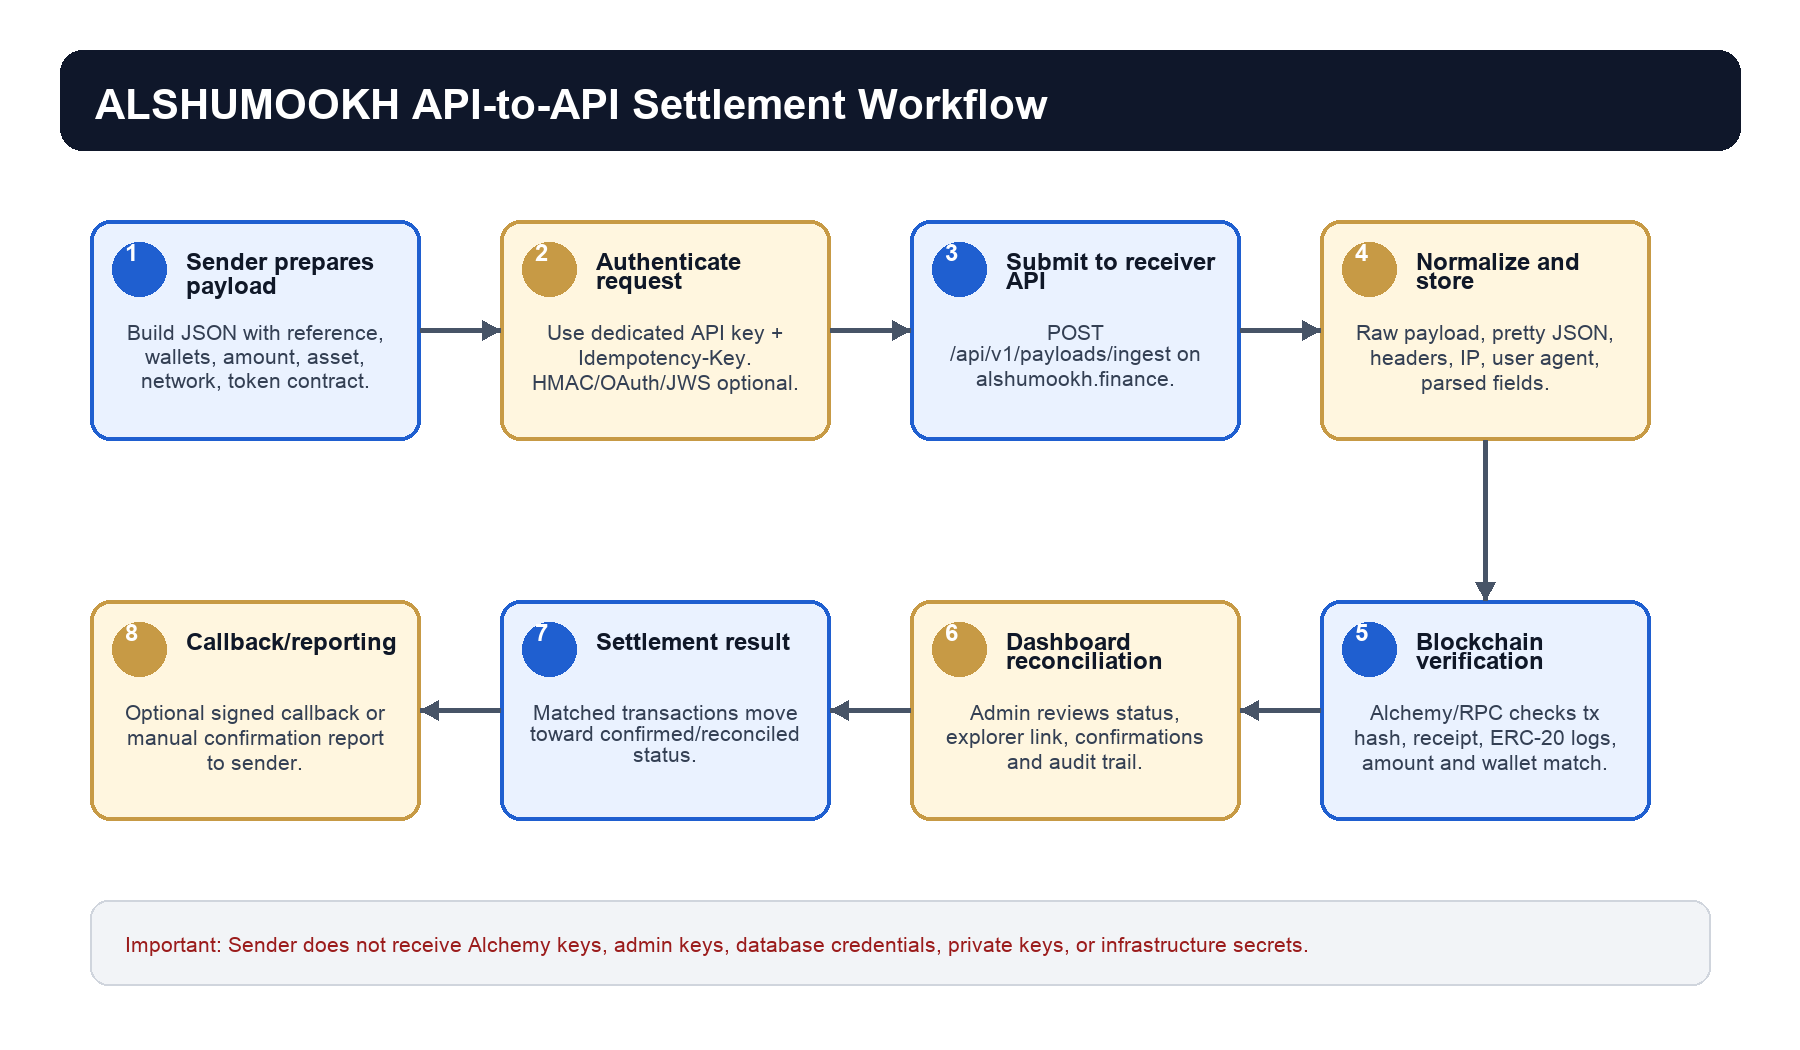 ALSHUMOOKH API-to-API Settlement Workflow
1
Sender prepares
payload
Build JSON with reference,
wallets, amount, asset,
network, token contract.
2
Authenticate
request
Use dedicated API key +
Idempotency-Key.
HMAC/OAuth/JWS optional.
3
Submit to receiver
API
POST
/api/v1/payloads/ingest on
alshumookh.finance.
4
Normalize and
store
Raw payload, pretty JSON,
headers, IP, user agent,
parsed fields.
5
Blockchain
verification
Alchemy/RPC checks tx
hash, receipt, ERC-20 logs,
amount and wallet match.
6
Dashboard
reconciliation
Admin reviews status,
explorer link, confirmations
and audit trail.
7
Settlement result
Matched transactions move
toward confirmed/reconciled
status.
8
Callback/reporting
Optional signed callback or
manual confirmation report
to sender.
Important: Sender does not receive Alchemy keys, admin keys, database credentials, private keys, or infrastructure secrets.